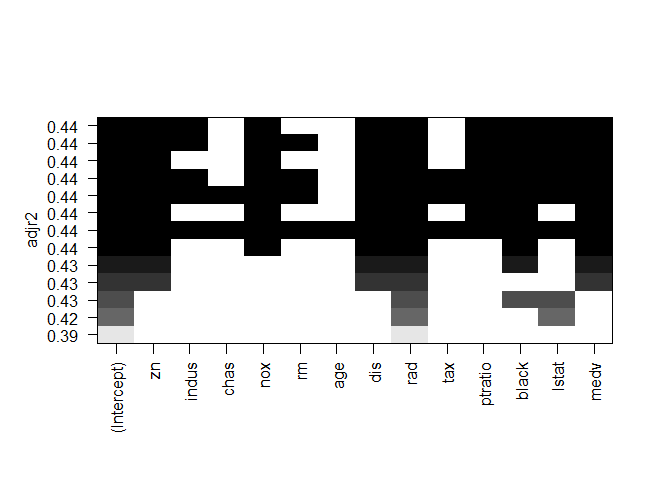 adjr2
0.44
0.44
0.44
0.44
0.44
0.44
0.44
0.44
0.43
0.43
0.43
0.42
0.39
(Intercept)
zn
indus
chas
nox
rm
age
dis
rad
tax
ptratio
black
lstat
medv